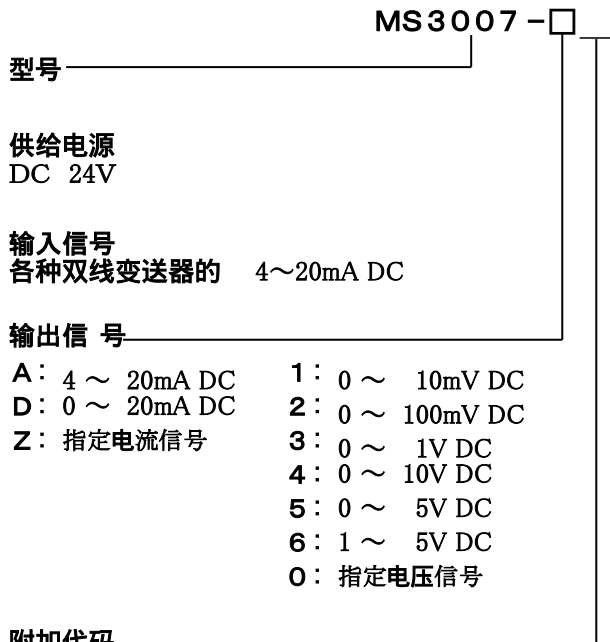 MS3007-□
型号
供给电源
DC 24V
输入信号
各种双线变送器的 4～20mA DC
输出信 号
A： 4 ～ 20mA DC
D： 0 ～ 20mA DC
Z： 指定电流信号
1： 0 ～ 10mV DC
2： 0 ～ 100mV DC
3： 0 ～ 1V DC
4： 0 ～ 10V DC
5： 0 ～ 5V DC
6： 1 ～ 5V DC
0： 指定电压信号
附加代码